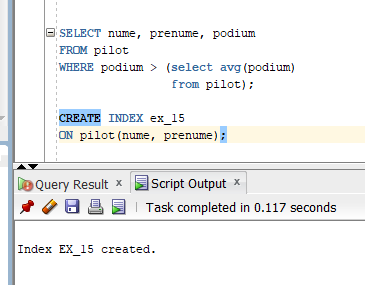 SELECT nume, prenume, podium
FROM pilot
WHERE podium > (select avg(podium)
from pilot);
CREATE INDEX ex_15
ON pilot(nume, prenume);
Query Result x
Script Output x
Task completed in 0.117 seconds
Index EX_15 created.